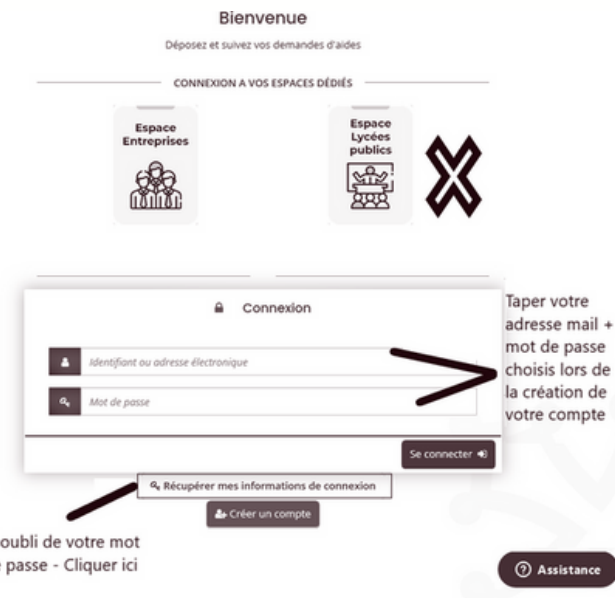 Bienvenue
Déposez et suivez vos demandes d'aides
CONNEXION A VOS ESPACES DÉDIÉS
Espace
Entreprises
Espace
Lycées
publics
Connexion
Identifiant ou adresse électronique
Mot de passe
Se connecter
Taper votre
adresse mail +
mot de passe
choisis lors de
la création de
votre compte
Récupérer mes informations de connexion
Créer un compte
oubli de votre mot
passe - Cliquer ici
Assistance